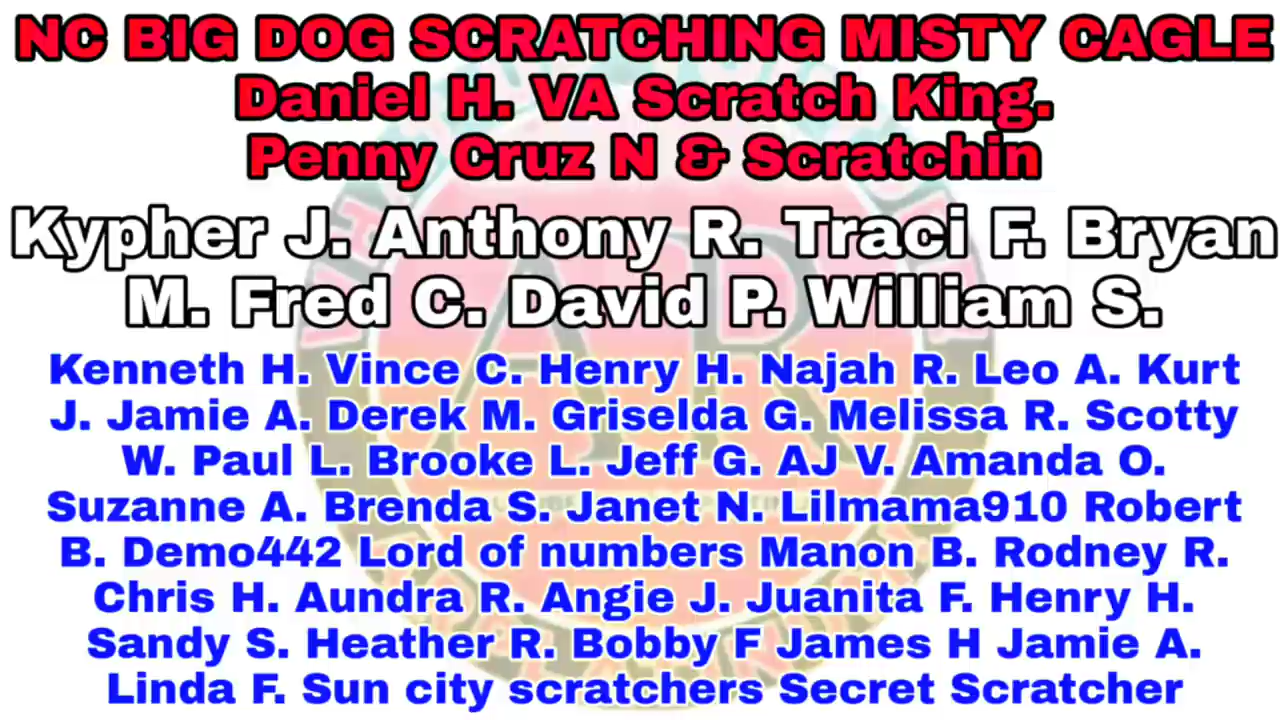 NC BIG DOG SCRATCHING MISTY CAGLE
Daniel H. VA Scratch King.
Penny Cruz N & Scratchin
Kypher J. Anthony R. Traci F. Bryan
M. Fred C. David P. William S.
Kenneth H. Vince C. Henry H. Najah R. Leo A. Kurt
J. Jamie A. Derek M. Griselda G. Melissa R. Scotty
W. Paul L. Brooke L. Jeff G. AJ V. Amanda O.
Suzanne A. Brenda S. Janet N. Lilmama910 Robert
B. Demo442 Lord of numbers Manon B. Rodney R.
Chris H. Aundra R. Angie J. Juanita F. Henry H.
Sandy S. Heather R. Bobby F James H Jamie A.
Linda F. Sun city scratchers Secret Scratcher